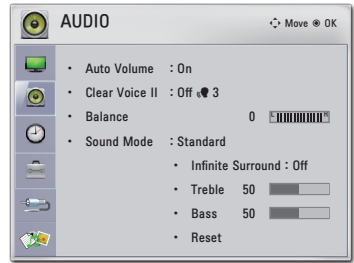 AUDIO
Move OK
• Auto Volume : On
• Clear Voice II : Off 3
• Balance 0 L R
• Sound Mode : Standard
• Infinite Surround : Off
• Treble 50
• Bass 50
• Reset